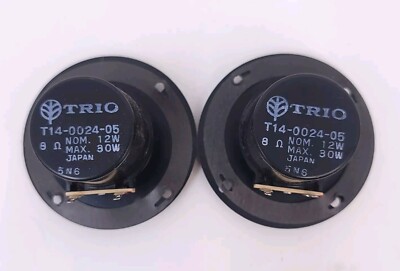 TRIO
T14-0024-05
8 Ω NOM. 12W
MAX. 30W
JAPAN
5N6
TRIO
T14-0024-05
8 Ω NOM. 12W
MAX. 30W
JAPAN
5N6